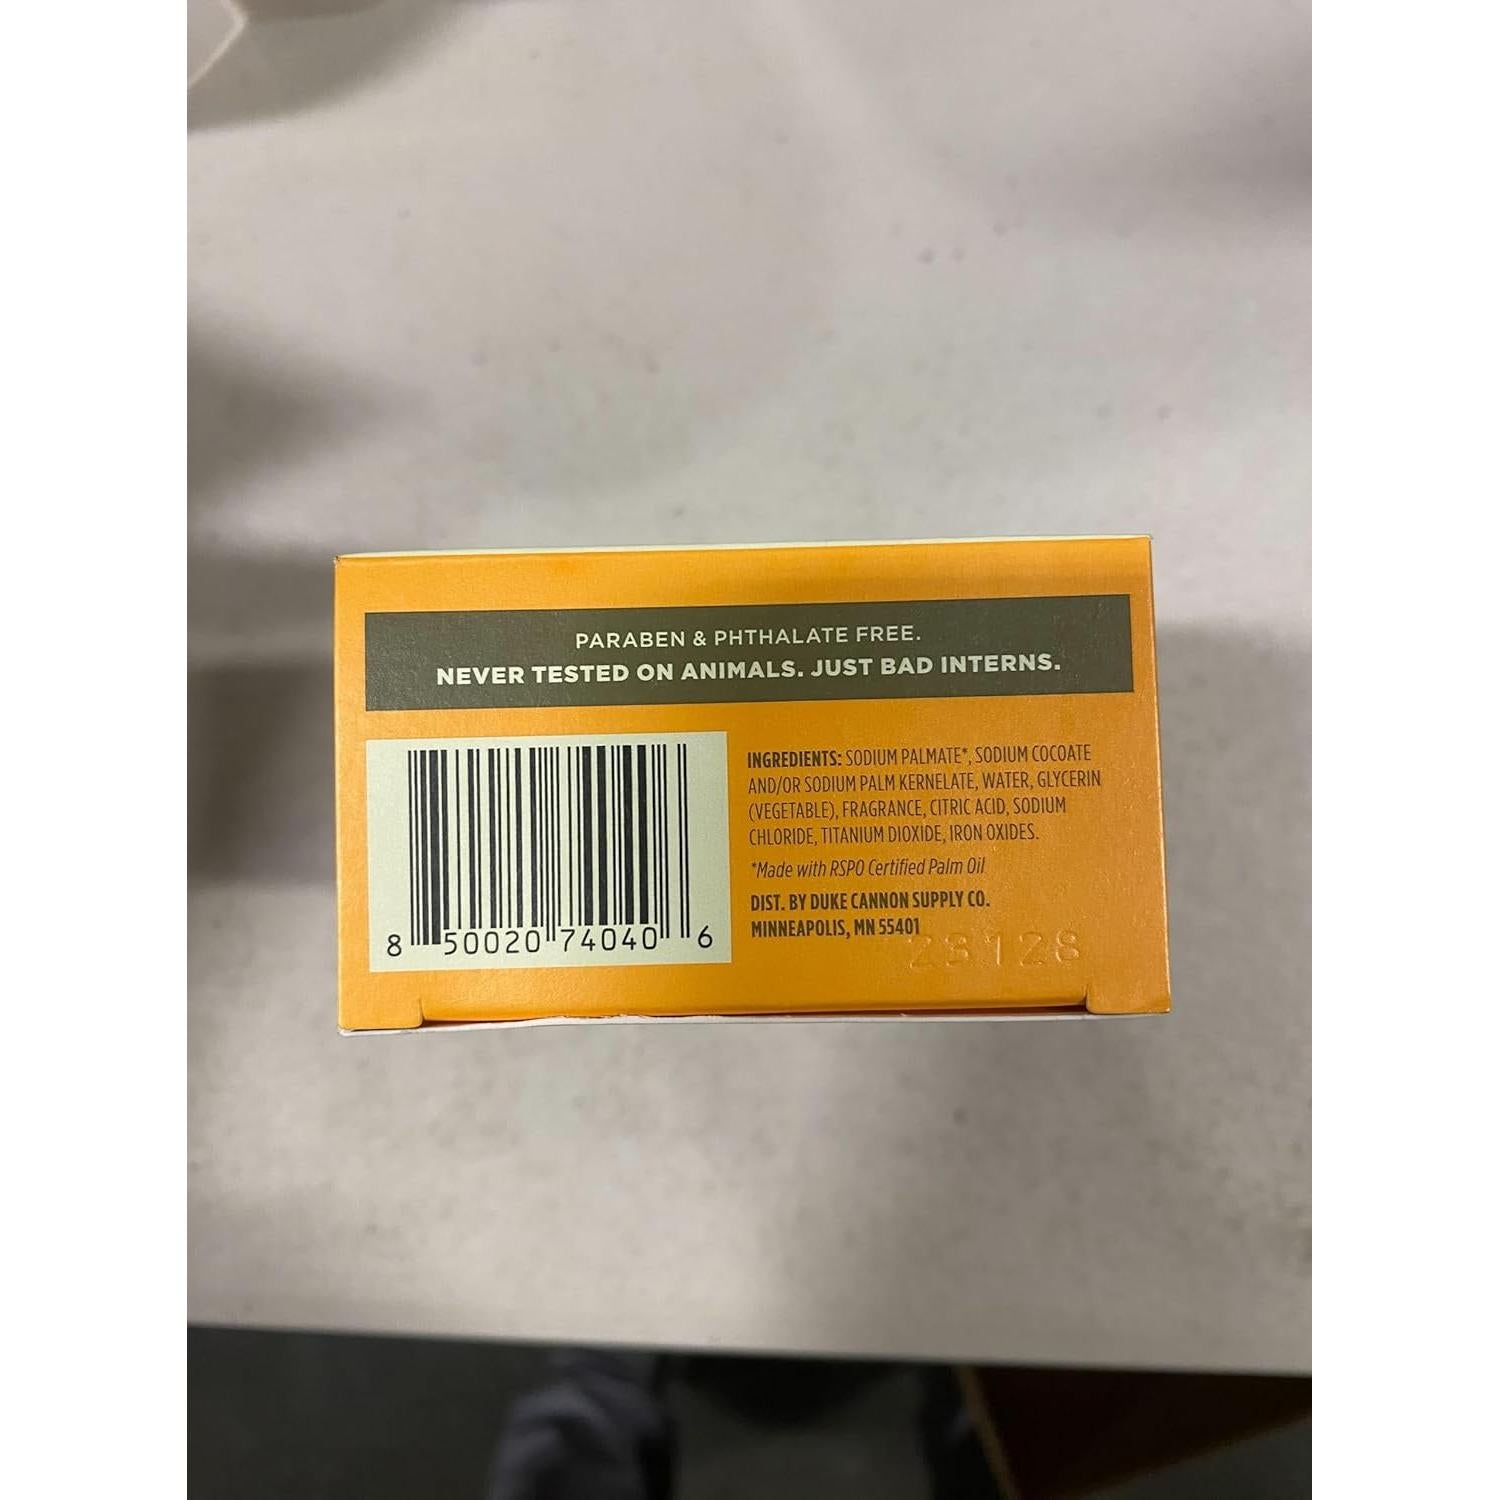 PARABEN & PHTHALATE FREE.
NEVER TESTED ON ANIMALS. JUST BAD INTERNS.
8 50020 74040 6
INGREDIENTS: SODIUM PALMATE*, SODIUM COCOATE
AND/OR SODIUM PALM KERNELATE, WATER, GLYCERIN
(VEGETABLE), FRAGRANCE, CITRIC ACID, SODIUM
CHLORIDE, TITANIUM DIOXIDE, IRON OXIDES.
*Made with RSPO Certified Palm Oil
DIST. BY DUKE CANNON SUPPLY CO.
MINNEAPOLIS, MN 55401
23128